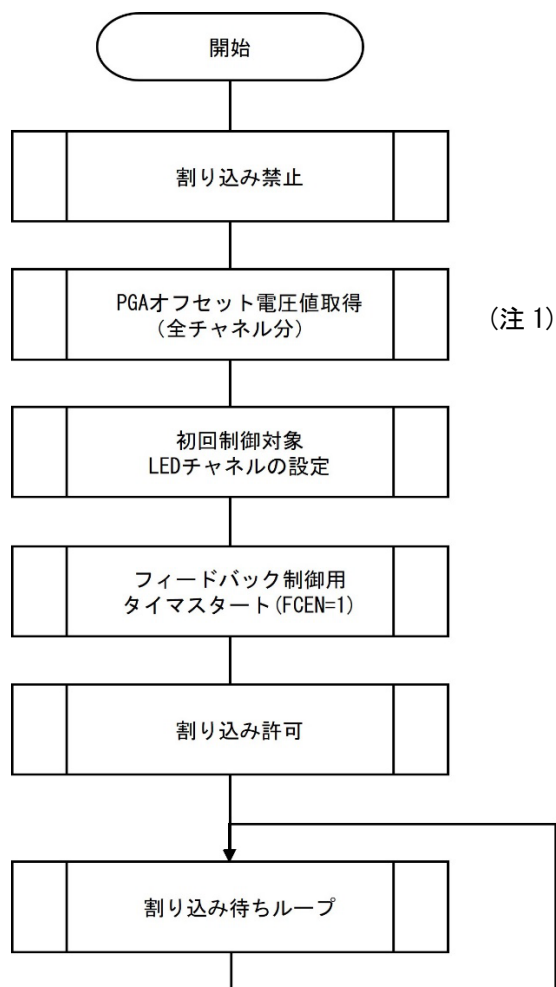 開始
割り込み禁止
PGAオフセット電圧値取得
(全チャネル分)
(注 1)
初回制御対象
LEDチャネルの設定
フィードバック制御用
タイマスタート(FCEN=1)
割り込み許可
割り込み待ちループ